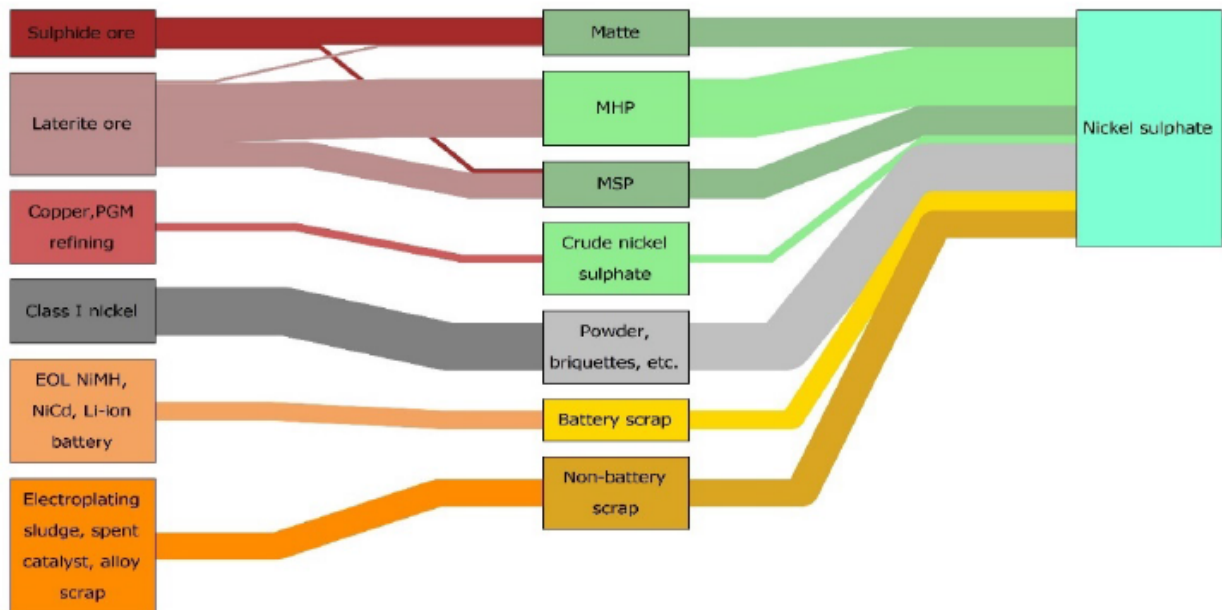 Sulphide ore
Matte
Laterite ore
MHP
Nickel sulphate
MSP
Copper,PGM
refining
Crude nickel
sulphate
Class I nickel
Powder,
briquettes, etc.
EOL NiMH,
NiCd, Li-ion
battery
Battery scrap
Non-battery
scrap
Electroplating
sludge, spent
catalyst, alloy
scrap